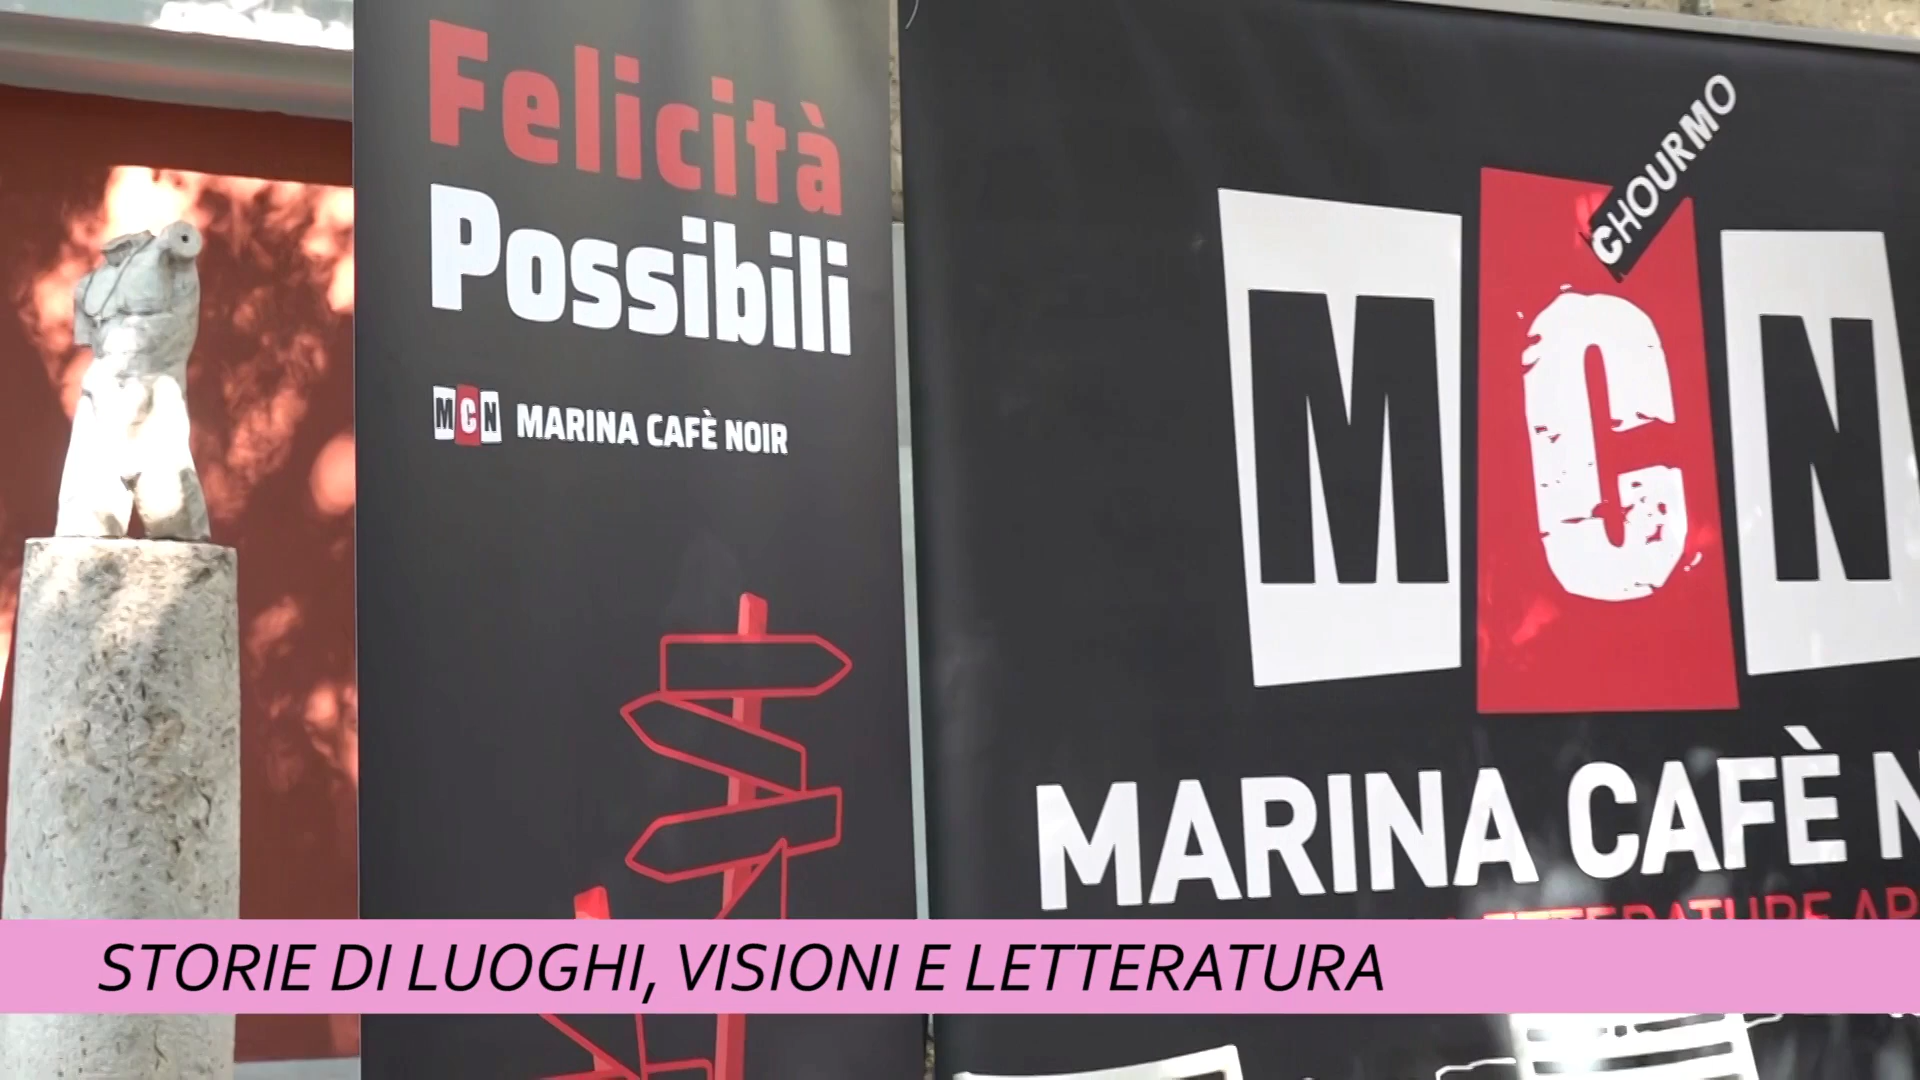 Felicità
Possibili
MCN MARINA CAFÈ NOIR
CHOURMO
MCN
MARINA CAFÈ
STORIE DI LUOGHI, VISIONI E LETTERATURA